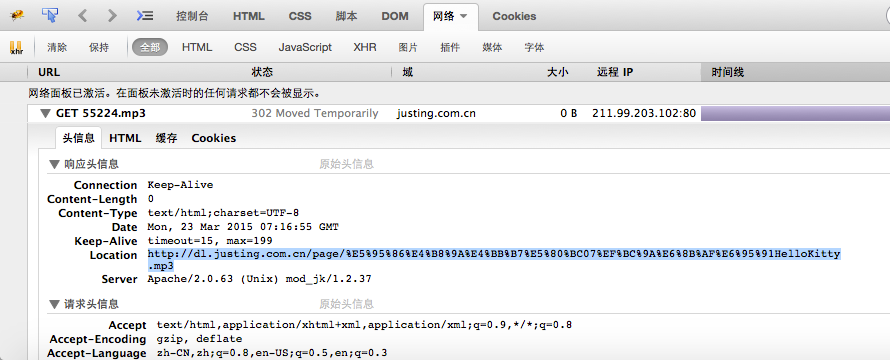 控制台 HTML CSS 脚本 DOM 网络 Cookies
xhr 清除 保持 全部 HTML CSS JavaScript XHR 图片 插件 媒体 字体
URL 状态 域 大小 远程 IP 时间线
网络面板已激活。在面板未激活时的任何请求都不会被显示。
GET 55224.mp3 302 Moved Temporarily justing.com.cn 0 B 211.99.203.102:80
头信息 HTML 缓存 Cookies
响应头信息 原始头信息
Connection Keep-Alive
Content-Length 0
Content-Type text/html;charset=UTF-8
Date Mon, 23 Mar 2015 07:16:55 GMT
Keep-Alive timeout=15, max=199
Location http://dl.justing.com.cn/page/%E5%95%86%E4%B8%9A%E4%BB%B7%E5%80%BC07%EF%BC%9A%E6%8B%AF%E6%95%91HelloKitty
.mp3
Server Apache/2.0.63 (Unix) mod_jk/1.2.37
请求头信息 原始头信息
Accept text/html,application/xhtml+xml,application/xml;q=0.9,*/*;q=0.8
Accept-Encoding gzip, deflate
Accept-Language zh-CN,zh;q=0.8,en-US;q=0.5,en;q=0.3